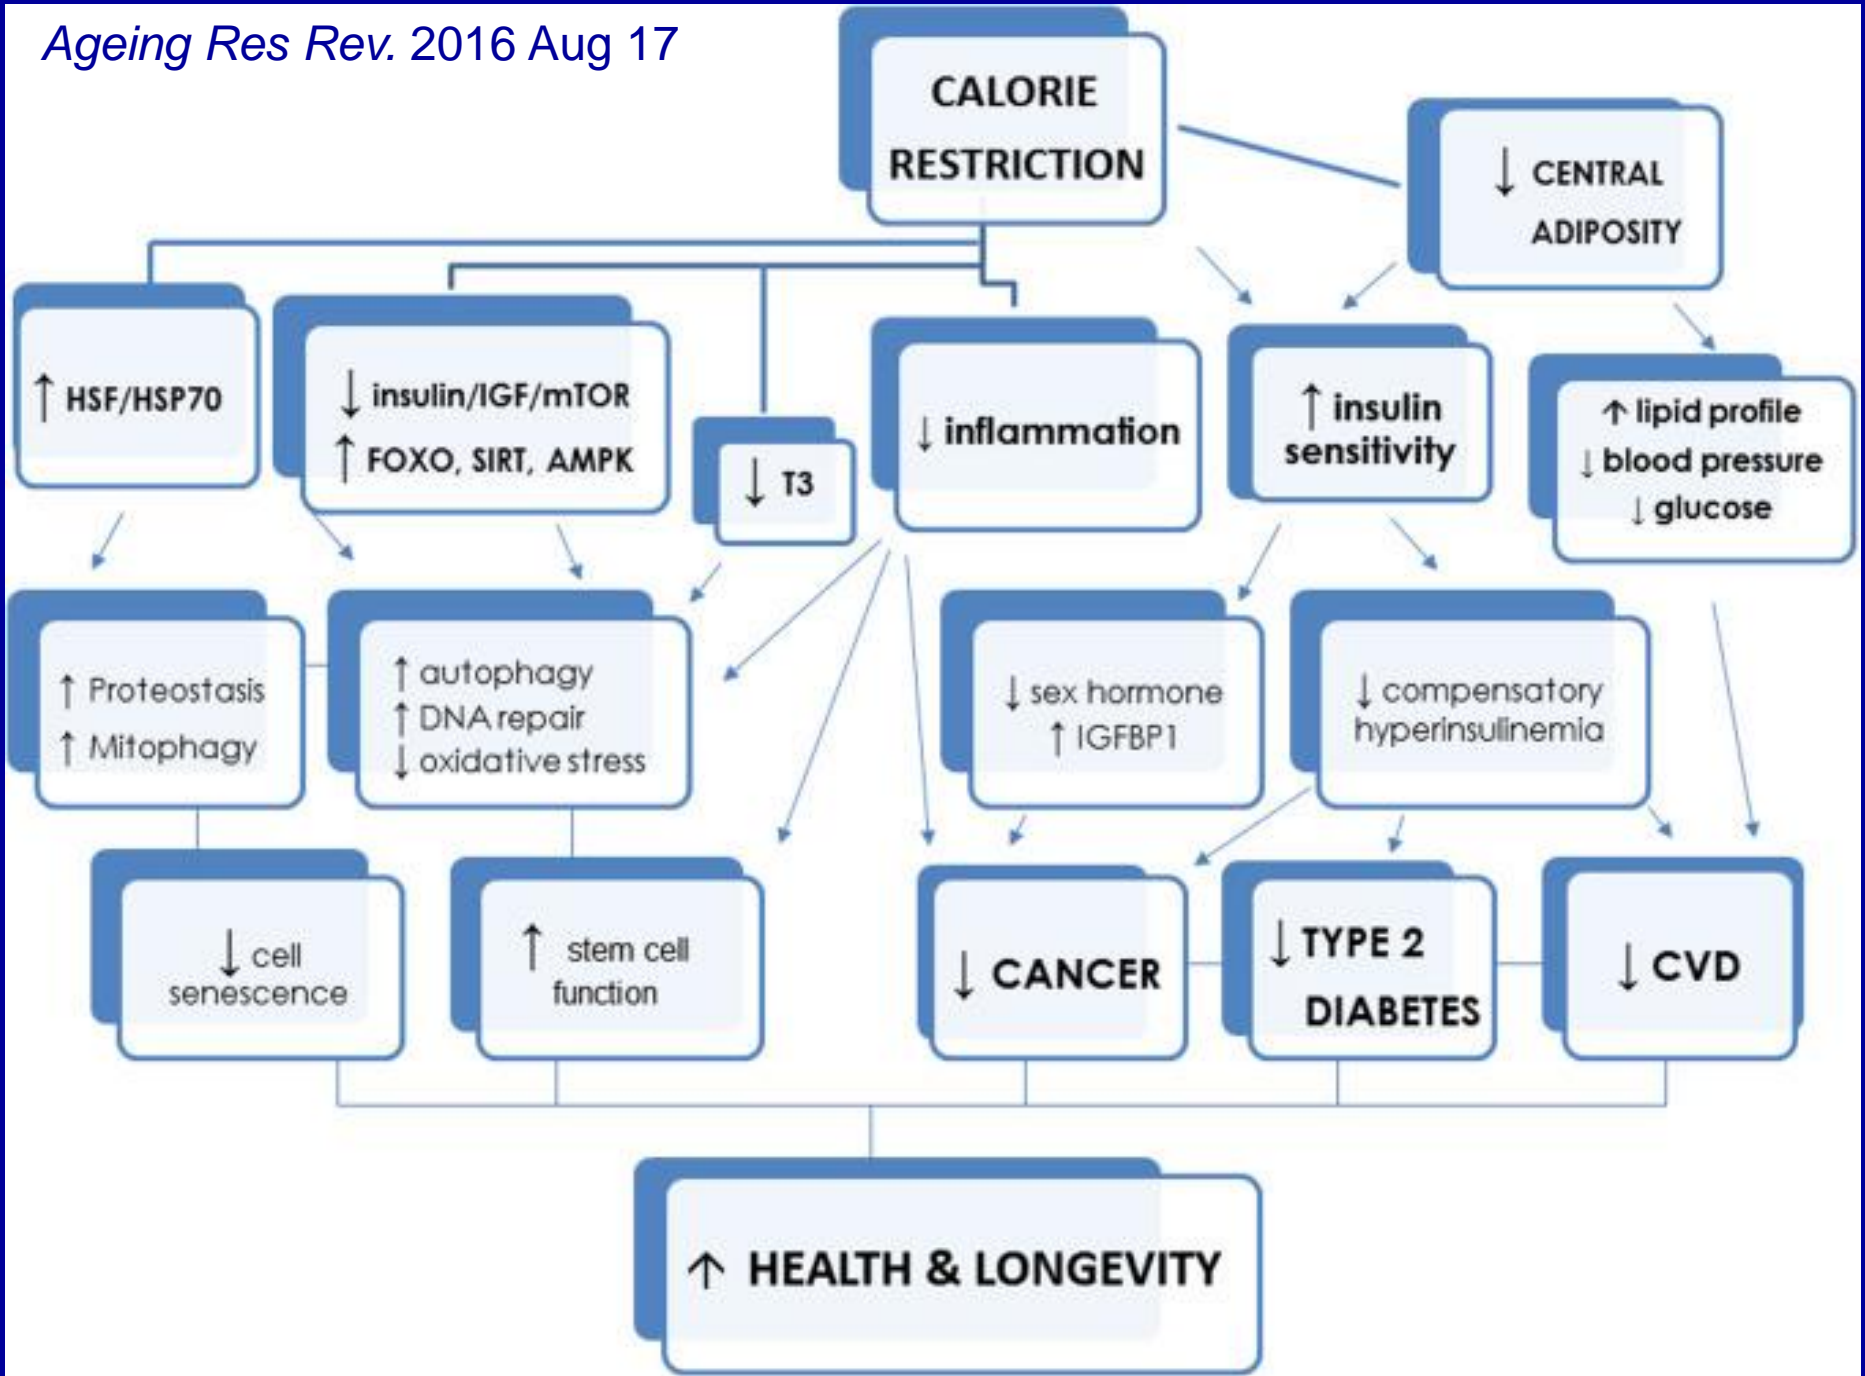 Ageing Res Rev. 2016 Aug 17
CALORIE
RESTRICTION
↓ CENTRAL
ADIPOSITY
↑ HSF/HSP70
↓ insulin/IGF/mTOR
↑ FOXO, SIRT, AMPK
↓ T3
↓ inflammation
↑ insulin
sensitivity
↑ lipid profile
↓ blood pressure
↓ glucose
↑ Proteostasis
↑ Mitophagy
↑ autophagy
↑ DNA repair
↓ oxidative stress
↓ sex hormone
↑ IGFBP1
↓ compensatory
hyperinsulinemia
↓ cell
senescence
↑ stem cell
function
↓ CANCER
↓ TYPE 2
DIABETES
↓ CVD
↑ HEALTH & LONGEVITY